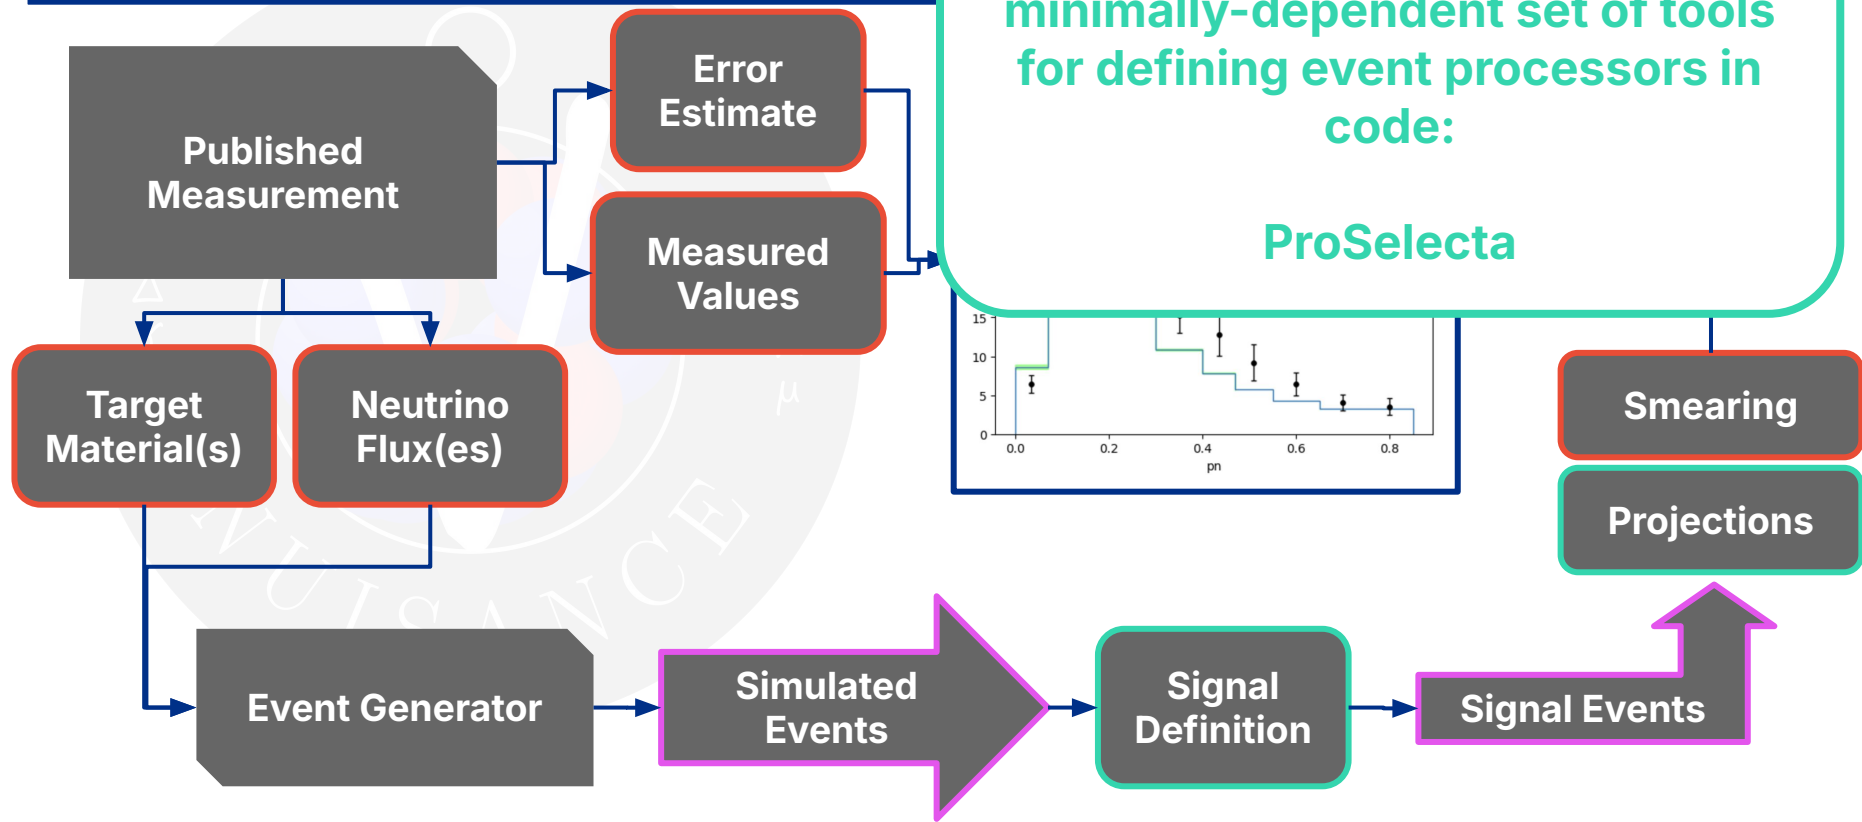 minimally-dependent set of tools
for defining event processors in
code:
ProSelecta
Error
Estimate
Published
Measurement
Measured
Values
Target
Material(s)
Neutrino
Flux(es)
15
10
5
0
0.0
0.2
0.4
0.6
0.8
pn
Smearing
Projections
μ
NUISANCE
Event Generator
Simulated
Events
Signal
Definition
Signal Events